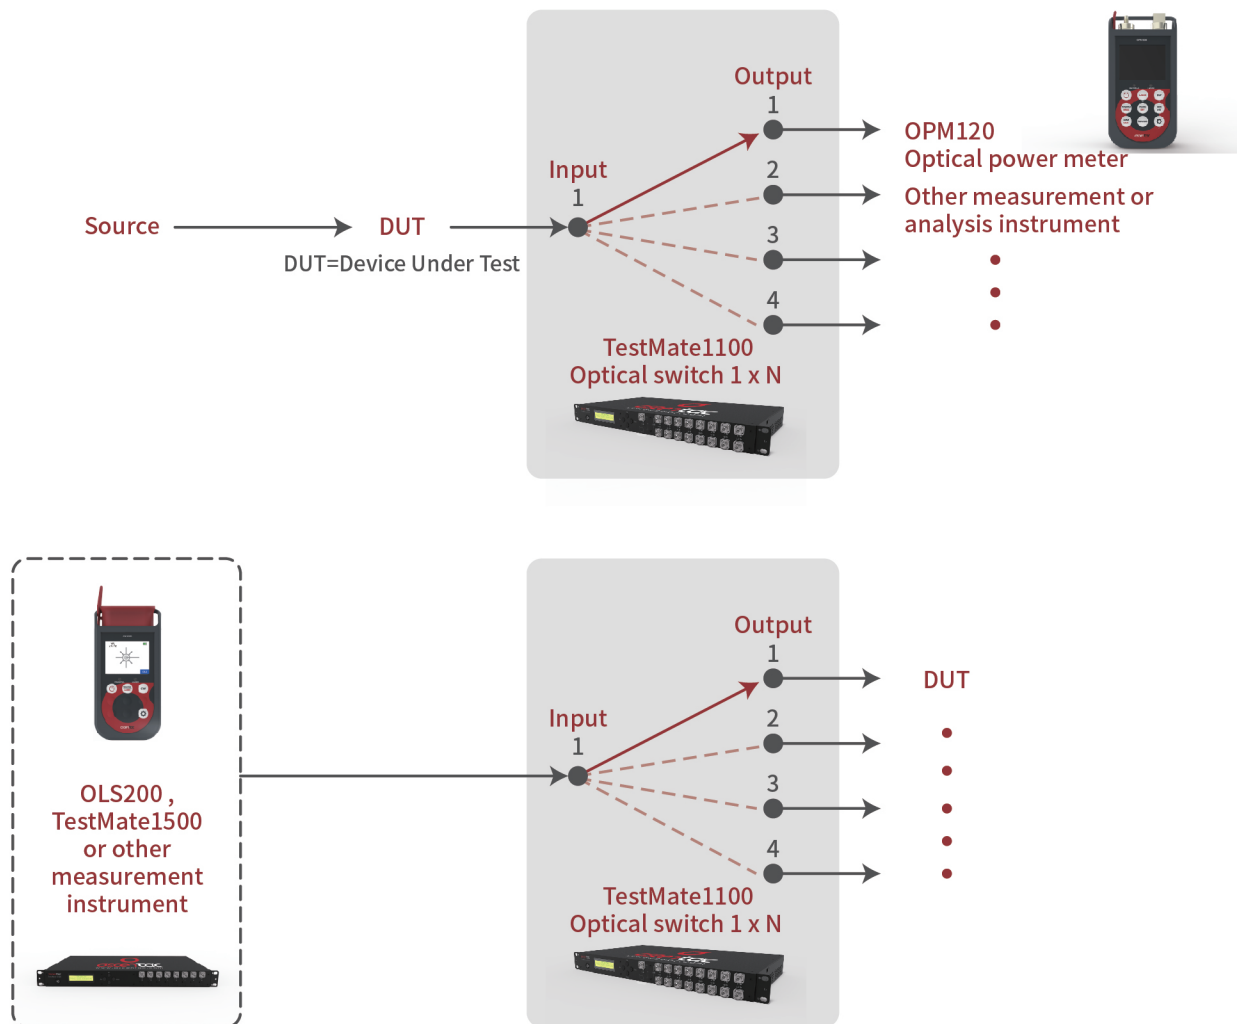 Output
1
OPM120
Optical power meter
Input
1
2
Other measurement or
analysis instrument
Source
DUT
DUT=Device Under Test
3
4
TestMate1100
Optical switch 1 x N
Output
1
DUT
Input
1
2
3
4
OLS200 ,
TestMate1500
or other
measurement
instrument
TestMate1100
Optical switch 1 x N